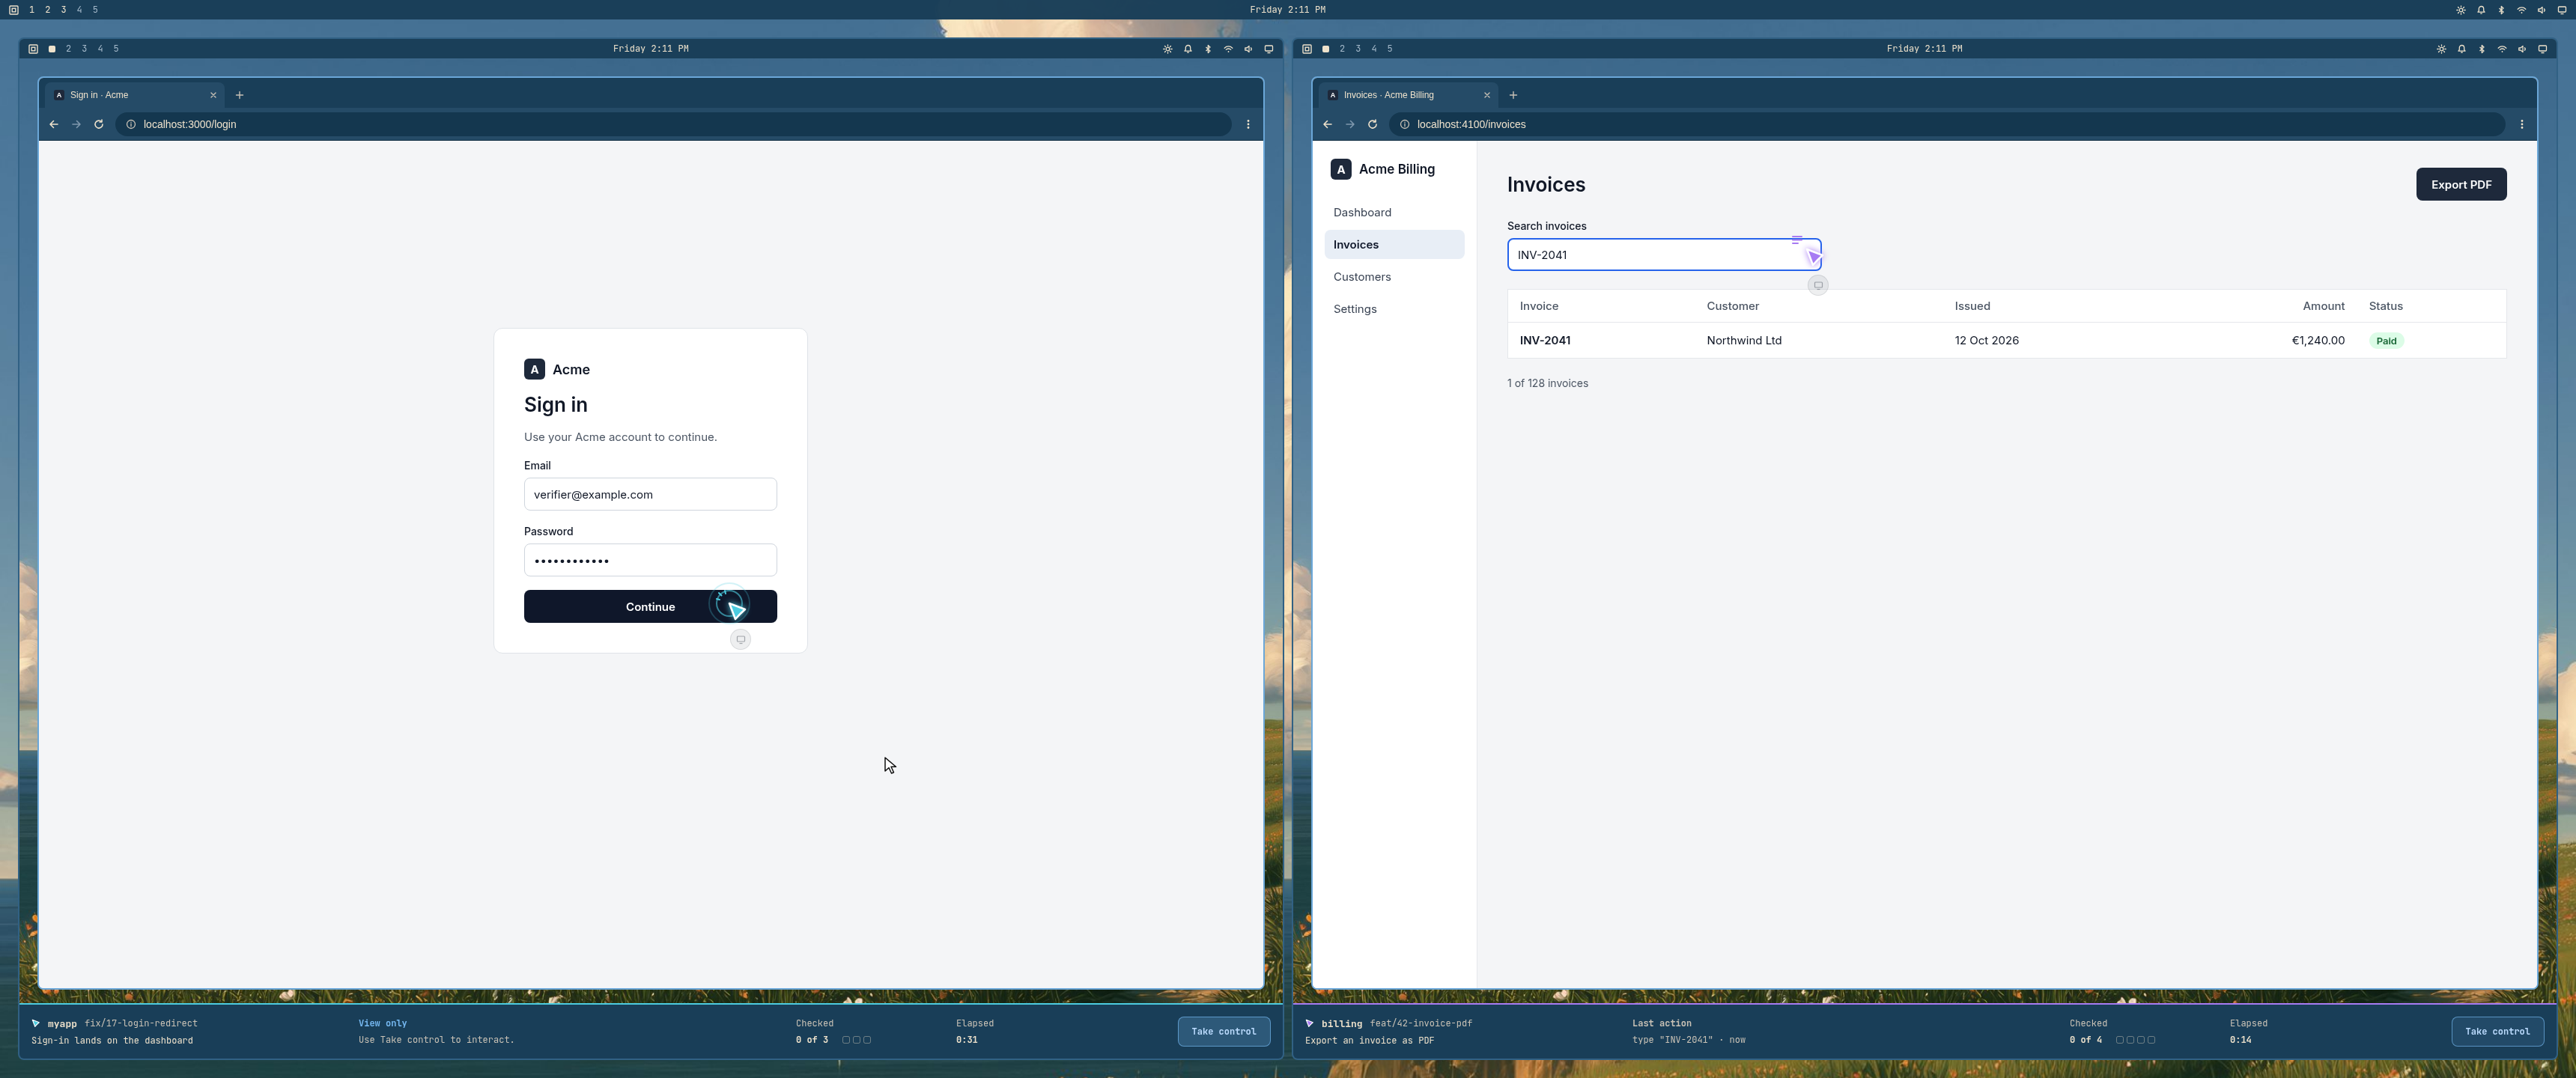 1 2 3 4 5
Friday 2:11 PM
2 3 4 5
Friday 2:11 PM
A Sign in · Acme
localhost:3000/login
A Acme
Sign in
Use your Acme account to continue.
Email
verifier@example.com
Password
••••••••••••
Continue
myapp fix/17-login-redirect
Sign-in lands on the dashboard
View only
Use Take control to interact.
Checked
0 of 3
Elapsed
0:31
Take control
2 3 4 5
Friday 2:11 PM
A Invoices · Acme Billing
localhost:4100/invoices
A Acme Billing
Dashboard
Invoices
Customers
Settings
Invoices
Export PDF
Search invoices
INV-2041
Invoice Customer Issued Amount Status
INV-2041 Northwind Ltd 12 Oct 2026 €1,240.00 Paid
1 of 128 invoices
billing feat/42-invoice-pdf
Export an invoice as PDF
Last action
type "INV-2041" · now
Checked
0 of 4
Elapsed
0:14
Take control